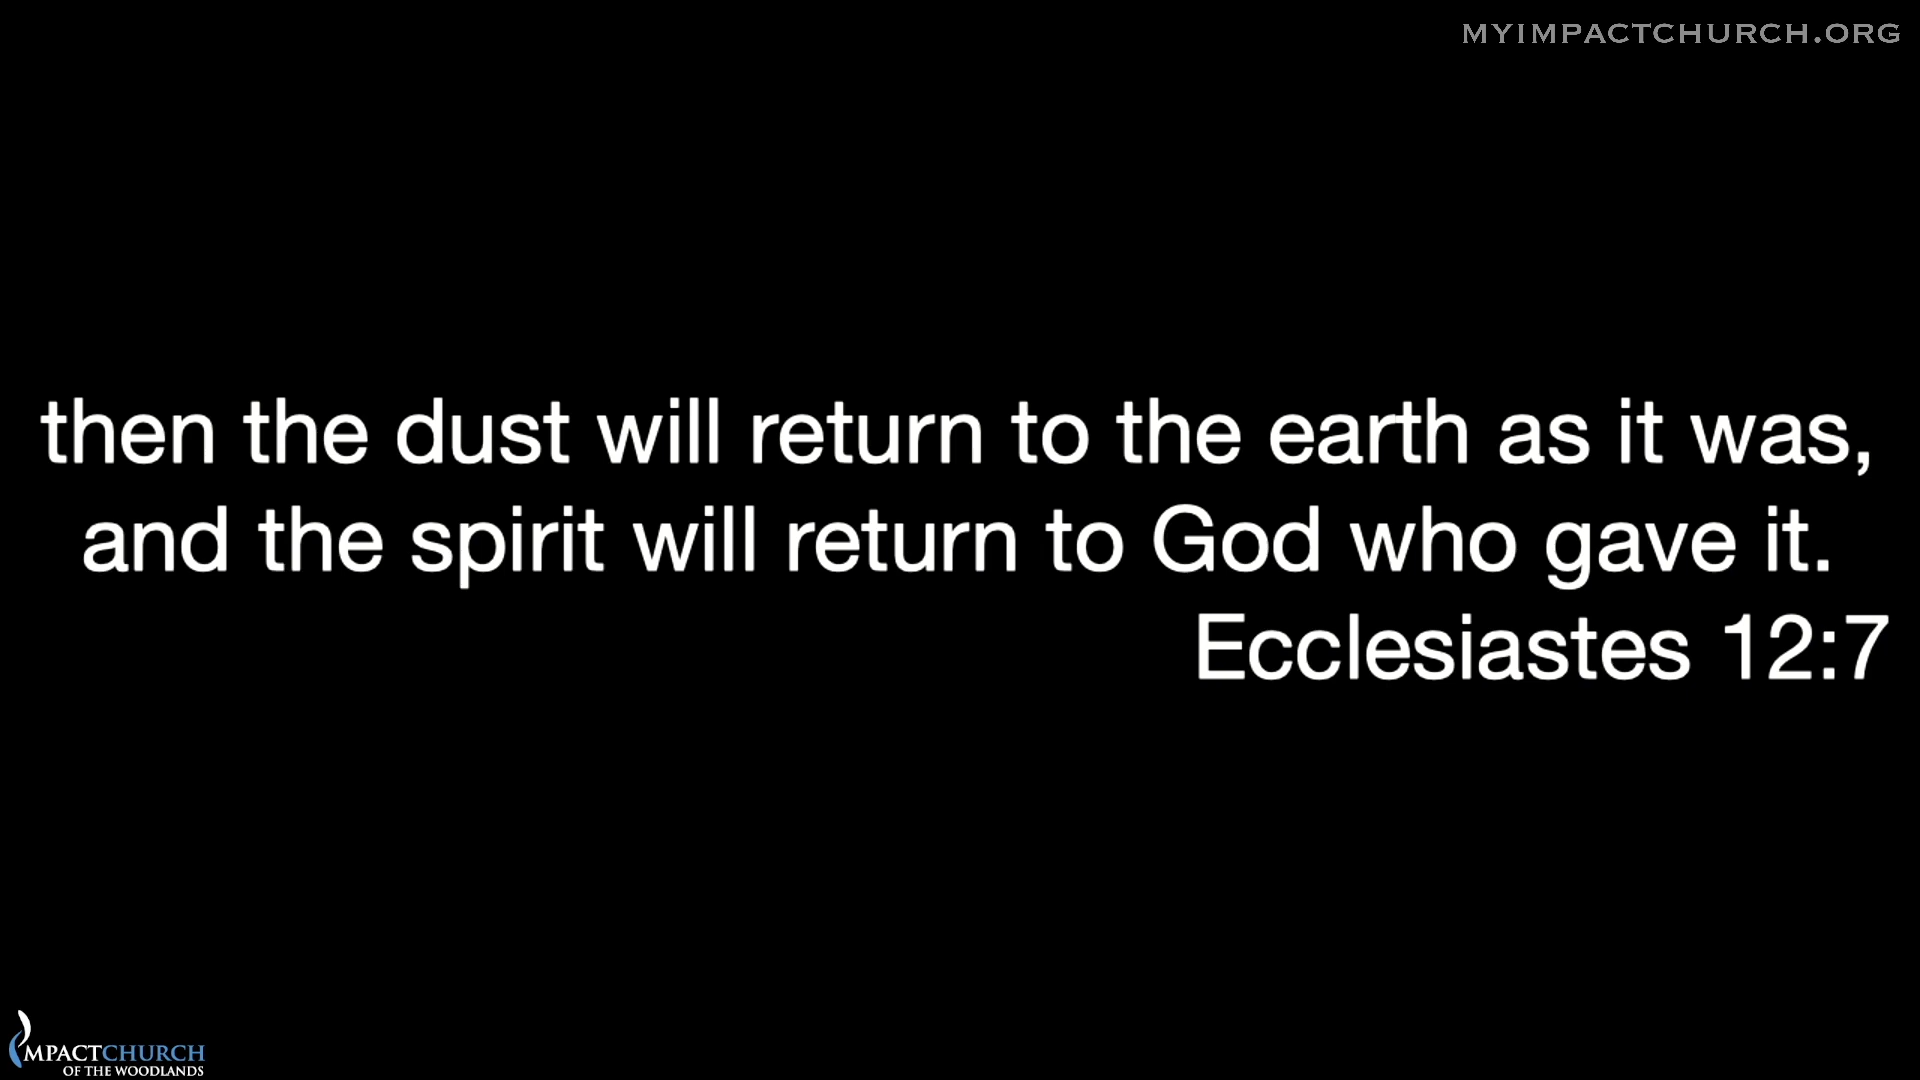 MYIMPACTCHURCH.ORG
then the dust will return to the earth as it was,
and the spirit will return to God who gave it.
Ecclesiastes 12:7
IMPACTCHURCH
OF THE WOODLANDS